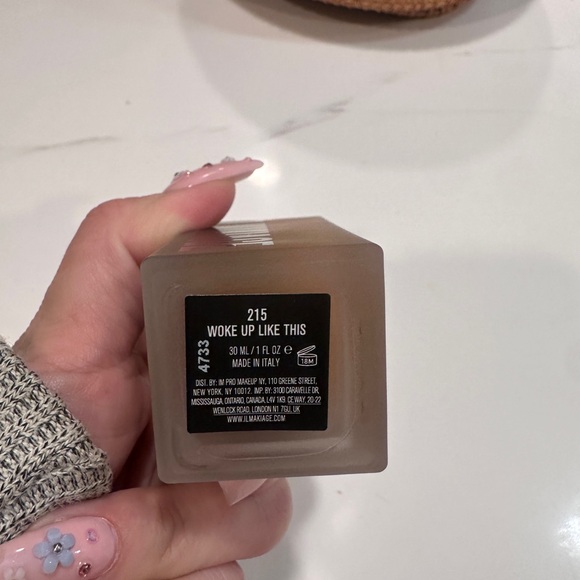 215
WOKE UP LIKE THIS
4733
30 ML / 1 FL OZ ℮
18M
MADE IN ITALY
DIST. BY: IM PRO MAKEUP NY, 110 GREENE STREET,
NEW YORK, NY 10012. IMP. BY: 3100 CARAVELLE DR,
MISSISSAUGA, ONTARIO, CANADA, L4V 1K9. CEWAY, 20-22
WENLOCK ROAD, LONDON N1 7GU, UK
WWW.ILMAKIAGE.COM